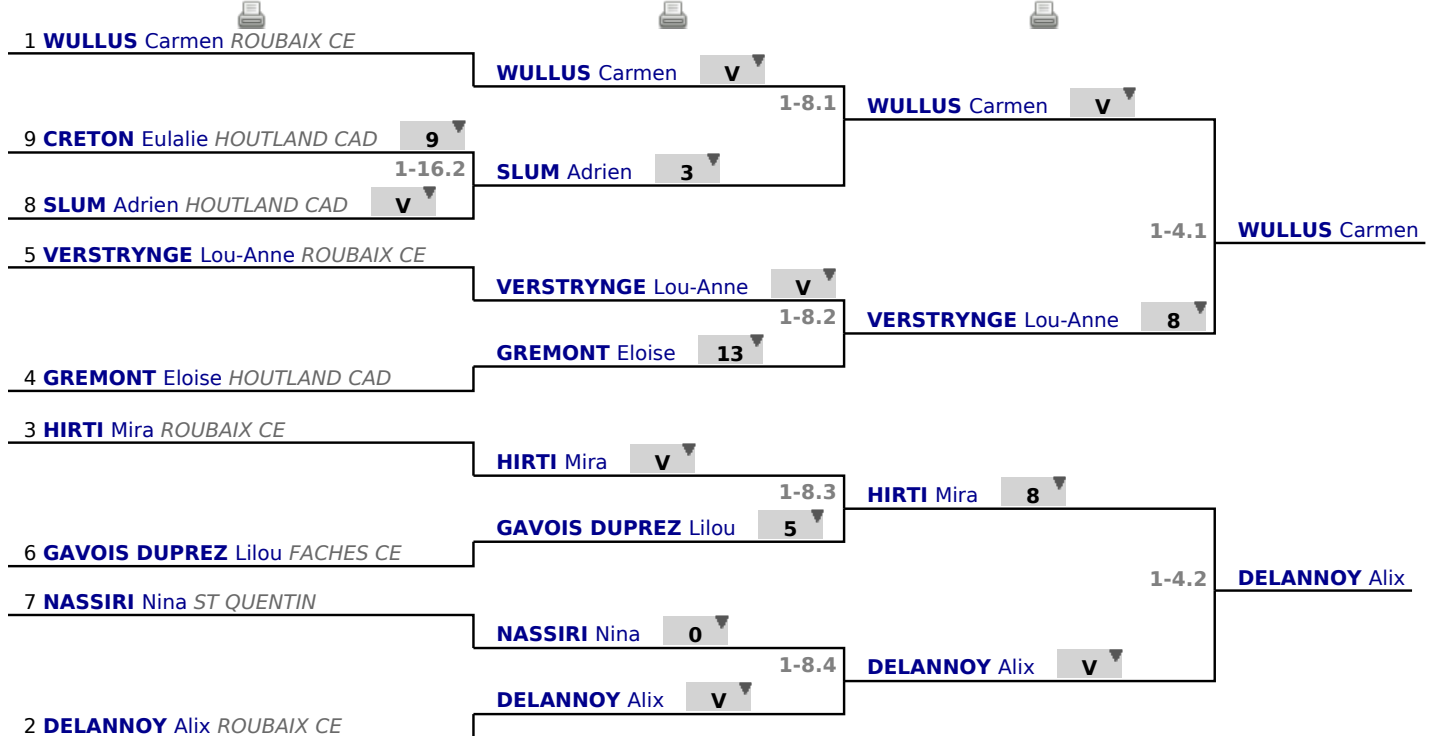 1 WULLUS Carmen ROUBAIX CE
WULLUS Carmen V
1-8.1
WULLUS Carmen V
9 CRETON Eulalie HOUTLAND CAD 9
1-16.2
SLUM Adrien 3
8 SLUM Adrien HOUTLAND CAD V
1-4.1
WULLUS Carmen
5 VERSTRYNGE Lou-Anne ROUBAIX CE
VERSTRYNGE Lou-Anne V
1-8.2
VERSTRYNGE Lou-Anne 8
GREMONT Eloise 13
4 GREMONT Eloise HOUTLAND CAD
3 HIRTI Mira ROUBAIX CE
HIRTI Mira V
1-8.3
HIRTI Mira 8
GAVOIS DUPREZ Lilou 5
6 GAVOIS DUPREZ Lilou FACHES CE
1-4.2
DELANNOY Alix
7 NASSIRI Nina ST QUENTIN
NASSIRI Nina 0
1-8.4
DELANNOY Alix V
DELANNOY Alix V
2 DELANNOY Alix ROUBAIX CE